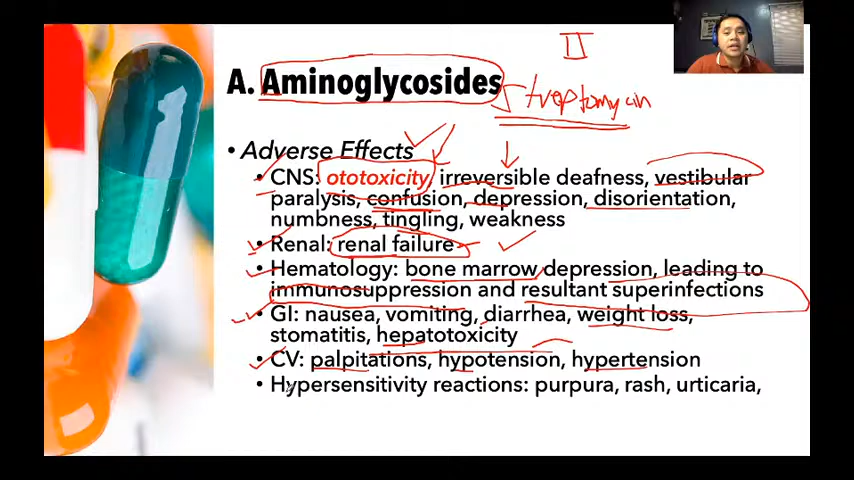 II
A. Aminoglycosides
Streptomycin
• Adverse Effects
• CNS: ototoxicity, irreversible deafness, vestibular
paralysis, confusion, depression, disorientation,
numbness, tingling, weakness
• Renal: renal failure
• Hematology: bone marrow depression, leading to
immunosuppression and resultant superinfections
• GI: nausea, vomiting, diarrhea, weight loss,
stomatitis, hepatotoxicity
• CV: palpitations, hypotension, hypertension
• Hypersensitivity reactions: purpura, rash, urticaria,